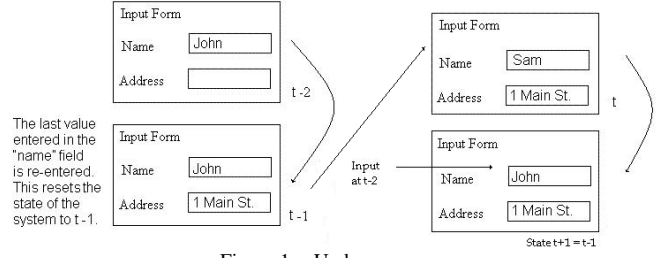 Input Form
Name John
Address
t-2
The last value
entered in the
"name" field
is re-entered.
This resets the
state of the
system to t-1.
Input Form
Name John
Address 1 Main St.
t-1
Input Form
Name Sam
Address 1 Main St.
t
Input
at t-2
Input Form
Name John
Address 1 Main St.
State t+1 = t-1